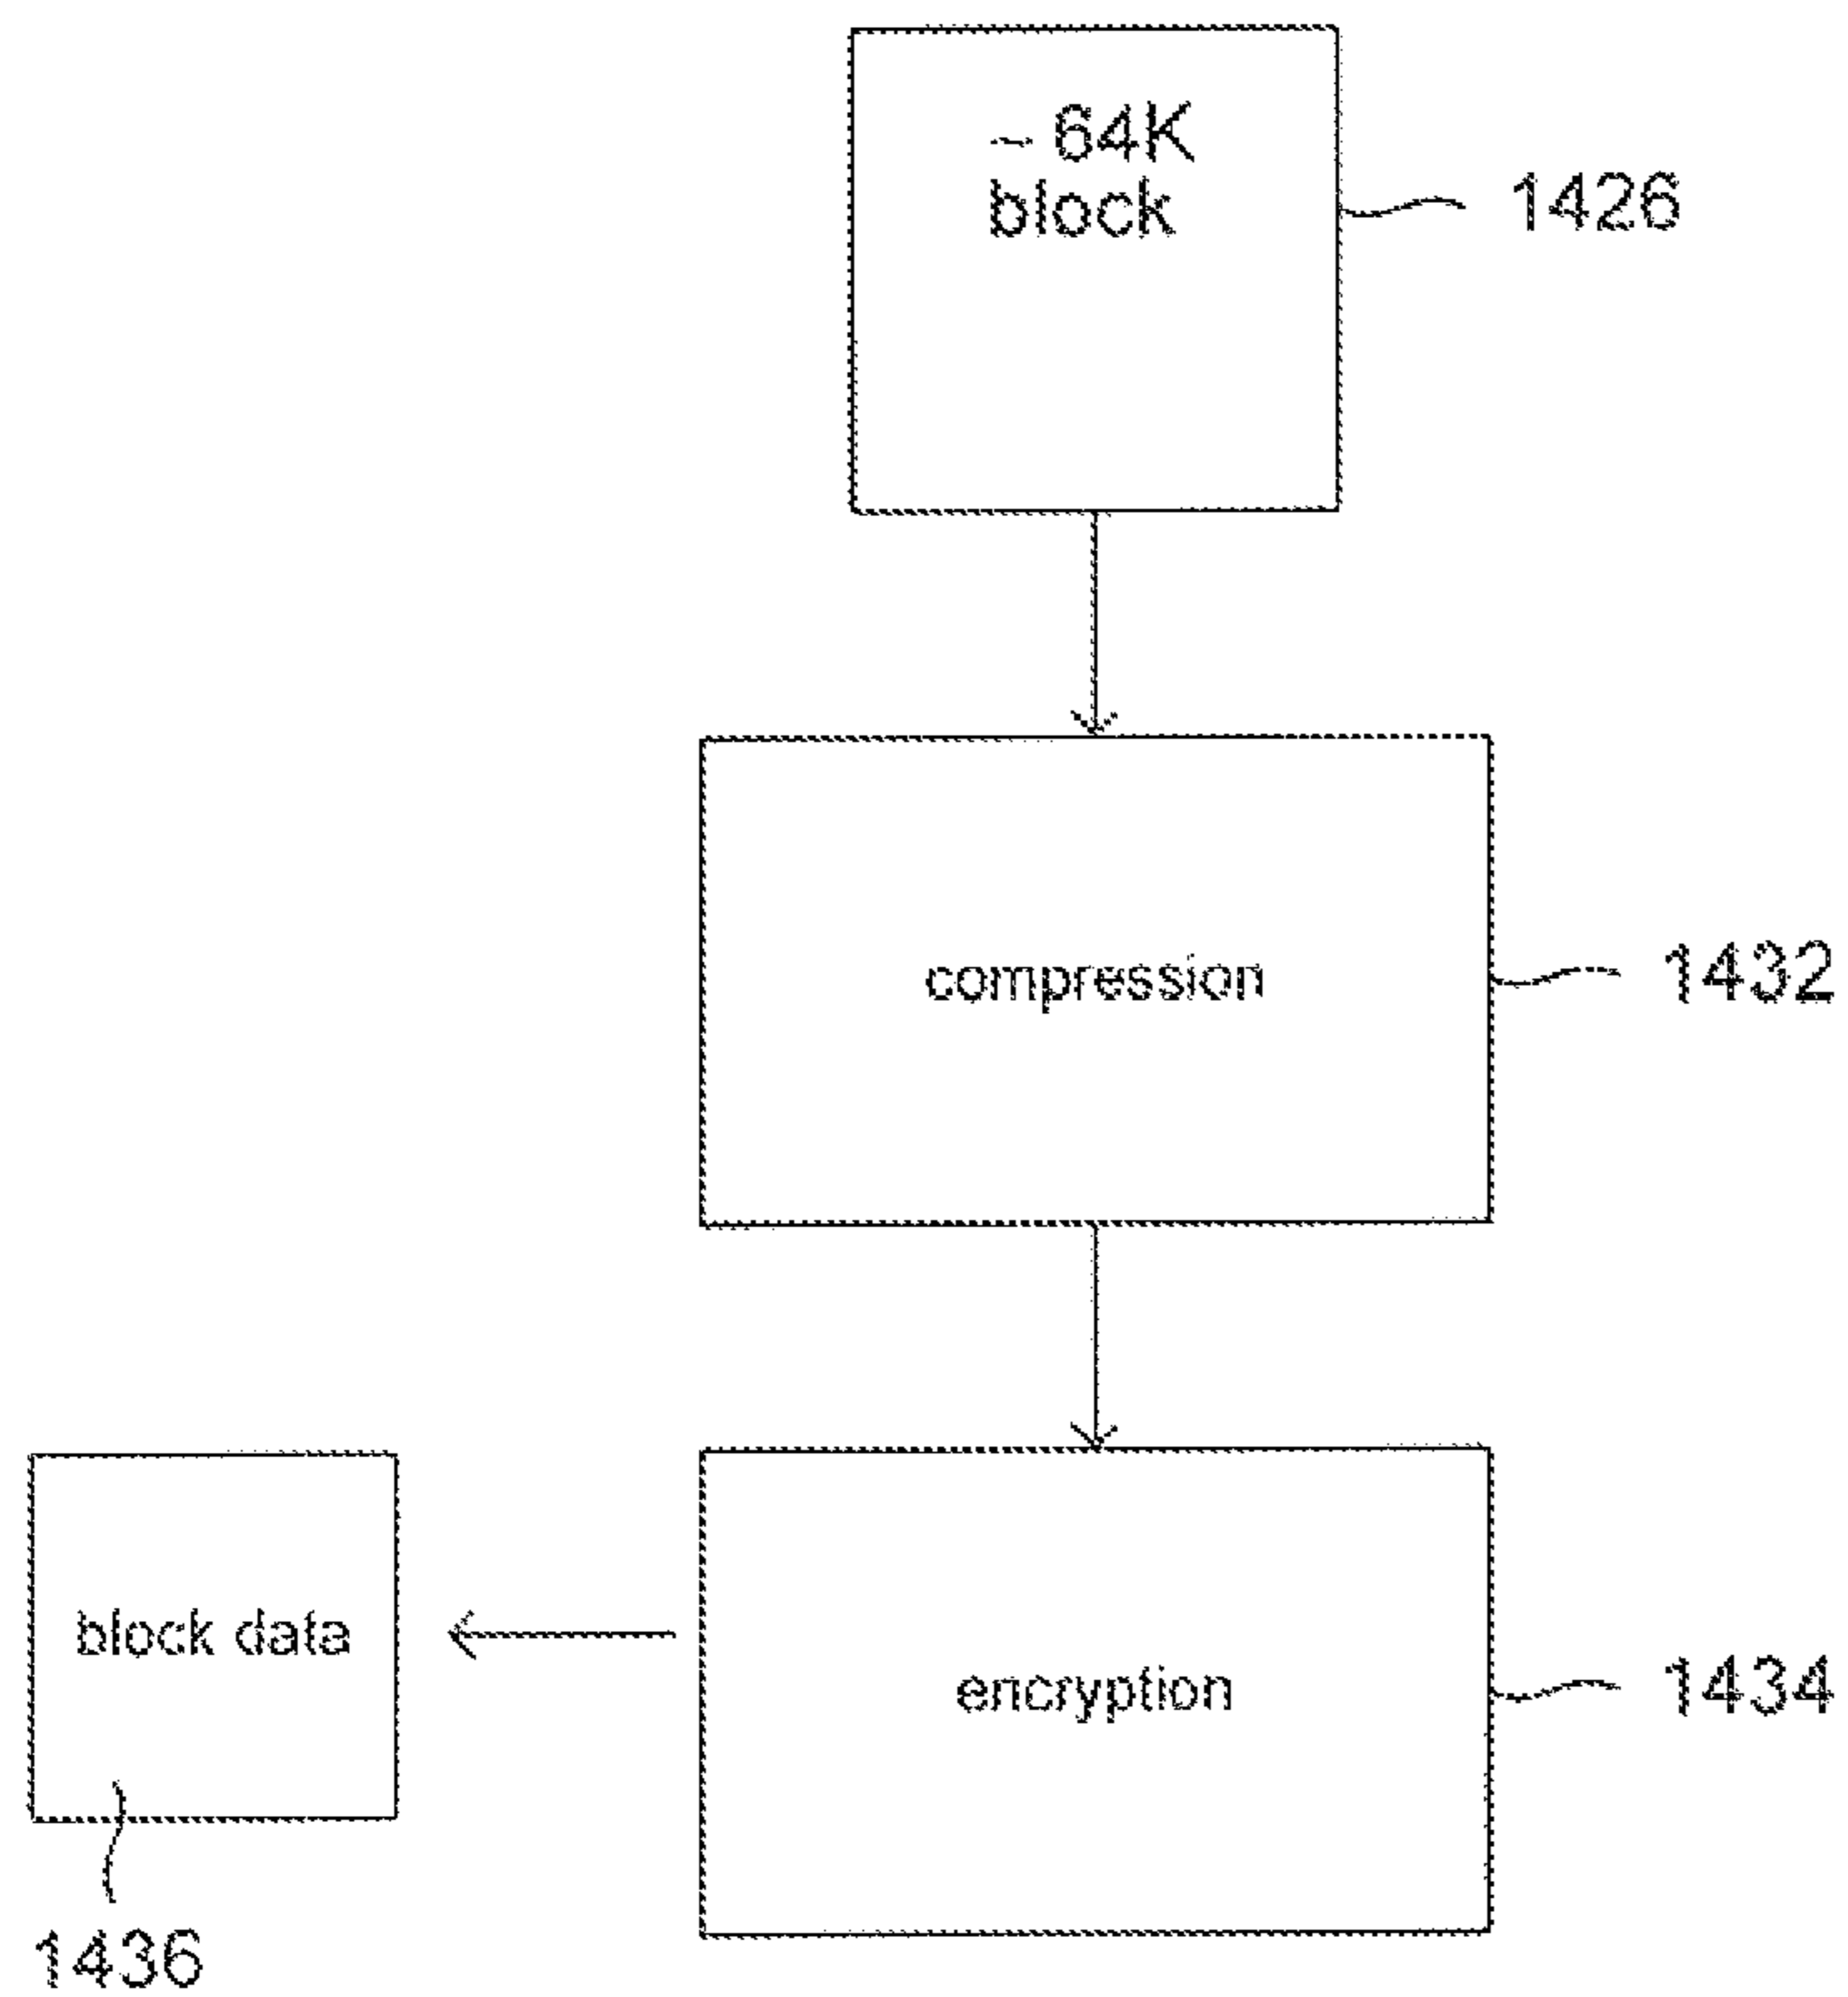 ~ 64K
block
1426
compression
1432
block data
encryption
1434
1436